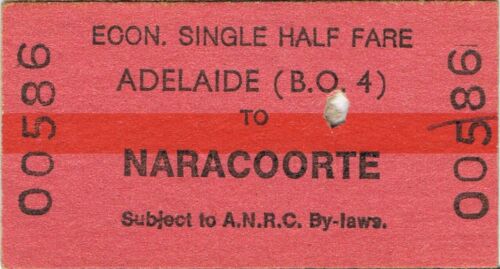 ECON. SINGLE HALF FARE
ADELAIDE (B.O. 4)
TO
NARACOORTE
Subject to A.N.R.C. By-laws.
00586
00586